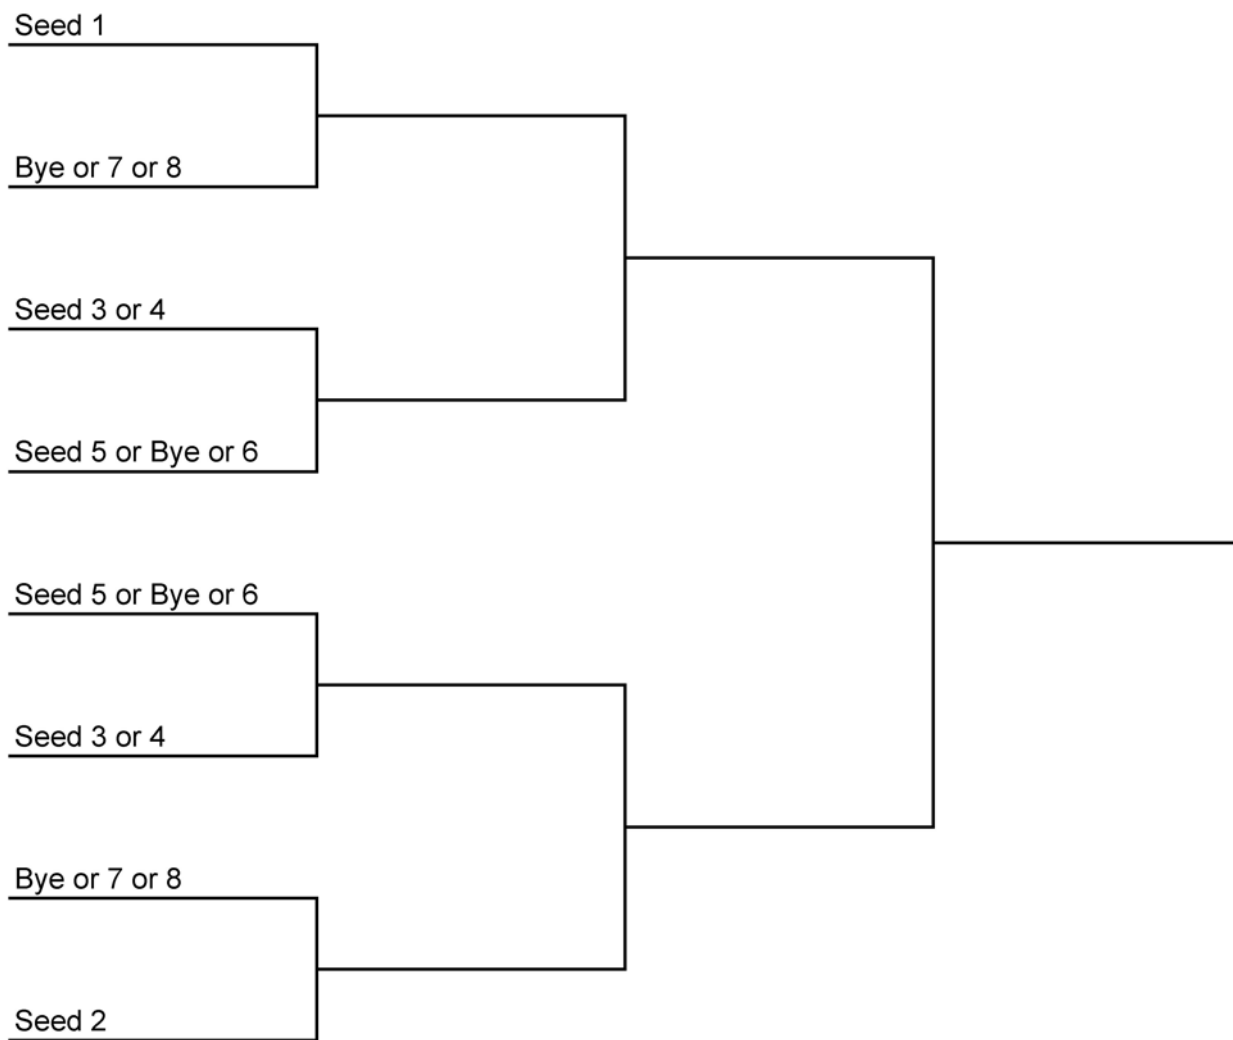 Seed 1
Bye or 7 or 8
Seed 3 or 4
Seed 5 or Bye or 6
Seed 5 or Bye or 6
Seed 3 or 4
Bye or 7 or 8
Seed 2